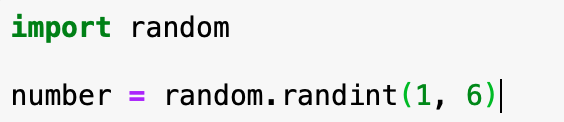 import random
number = random.randint(1, 6)